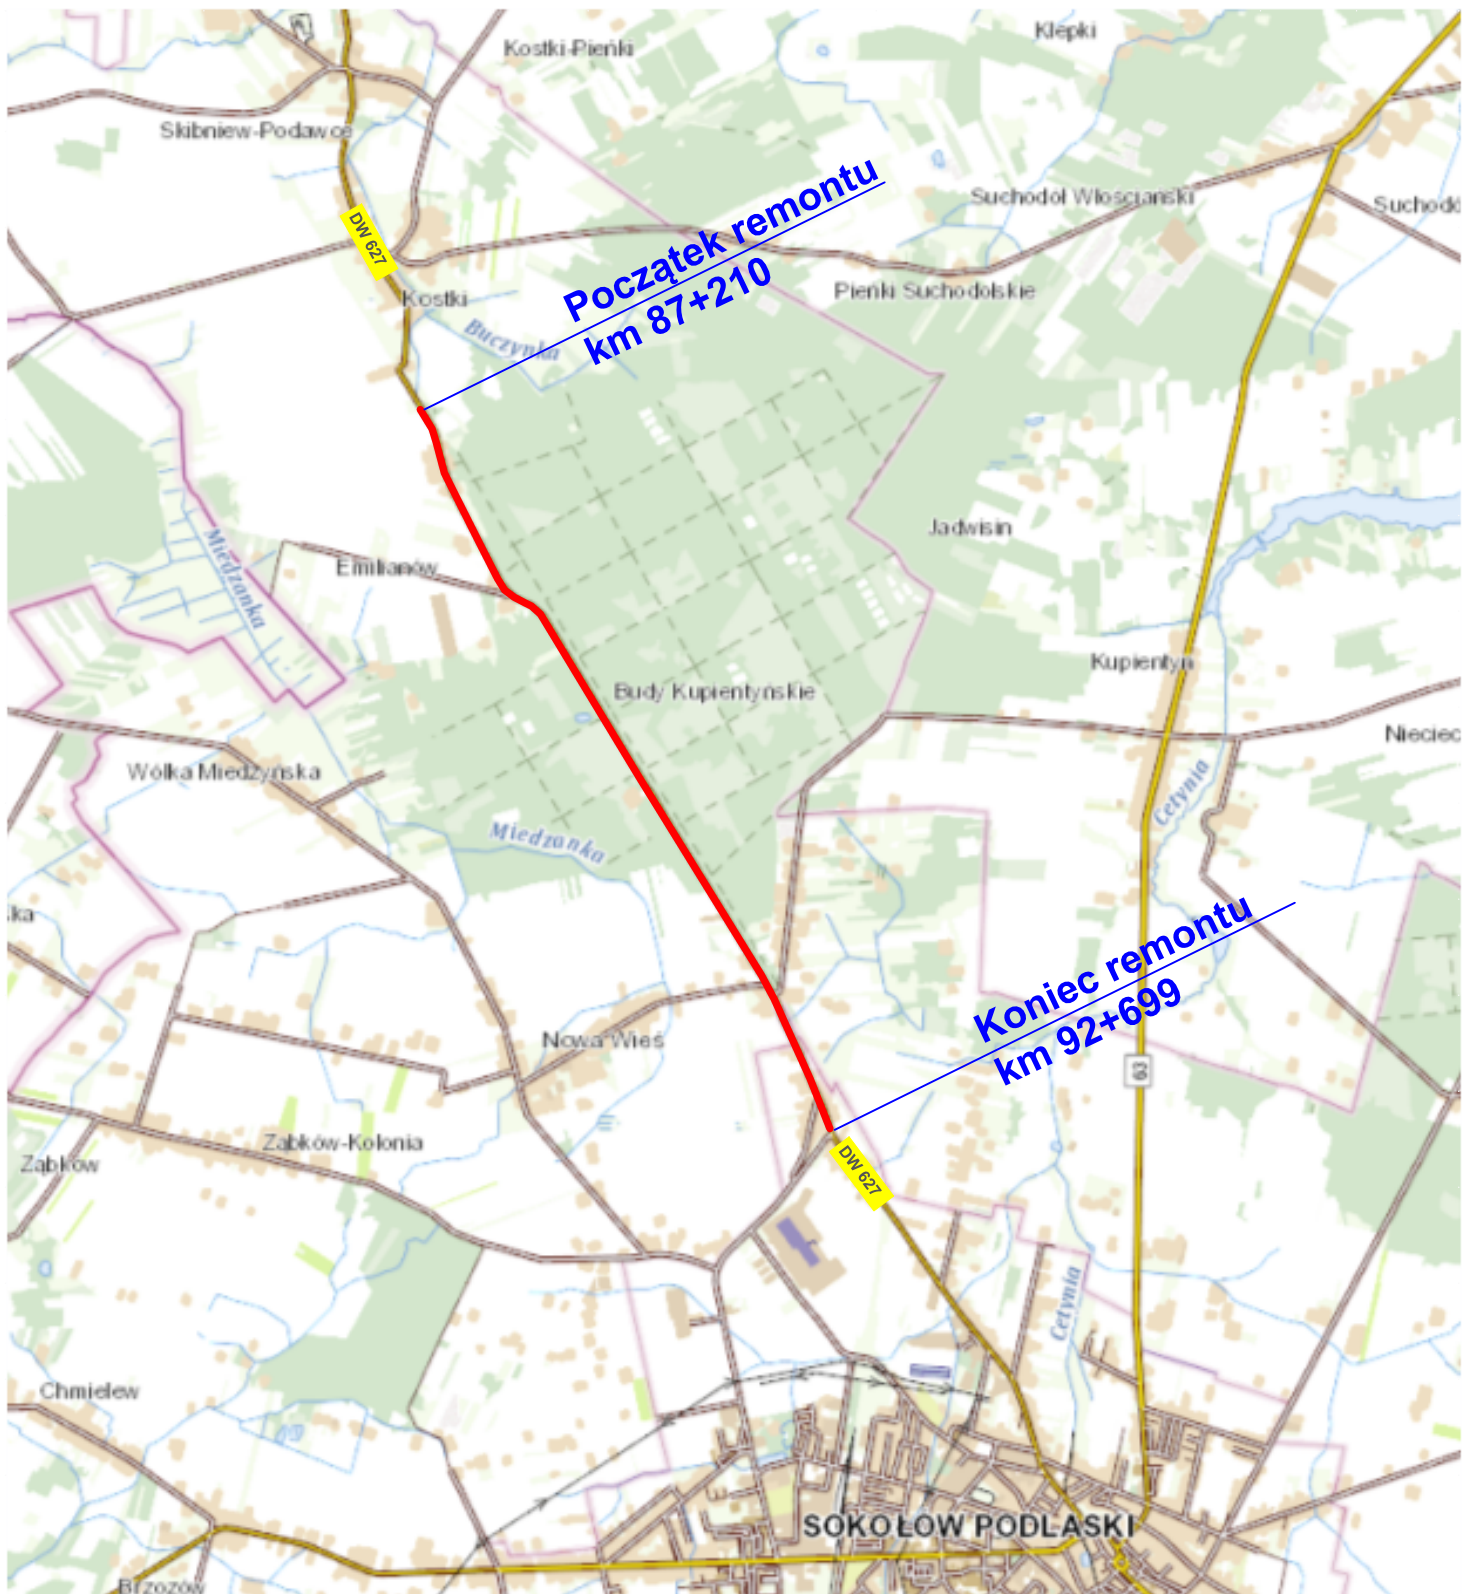 Klepki
Kostki-Pieńki
Skibniew-Podawce
Początek remontu
km 87+210
Suchodół Włościański
DW 627
Kostki
Buczynka
Pieńki Suchodolskie
Jadwisin
Miedzanka
Emilianów
Kupientyn
Budy Kupientyńskie
Nieciec
Wólka Miedzyńska
Cetynia
Miedzanka
Koniec remontu
km 92+699
Nowa Wieś
63
Ząbków-Kolonia
Ząbków
DW 627
Cetynia
Chmielew
SOKOŁÓW PODLASKI
Brzozów